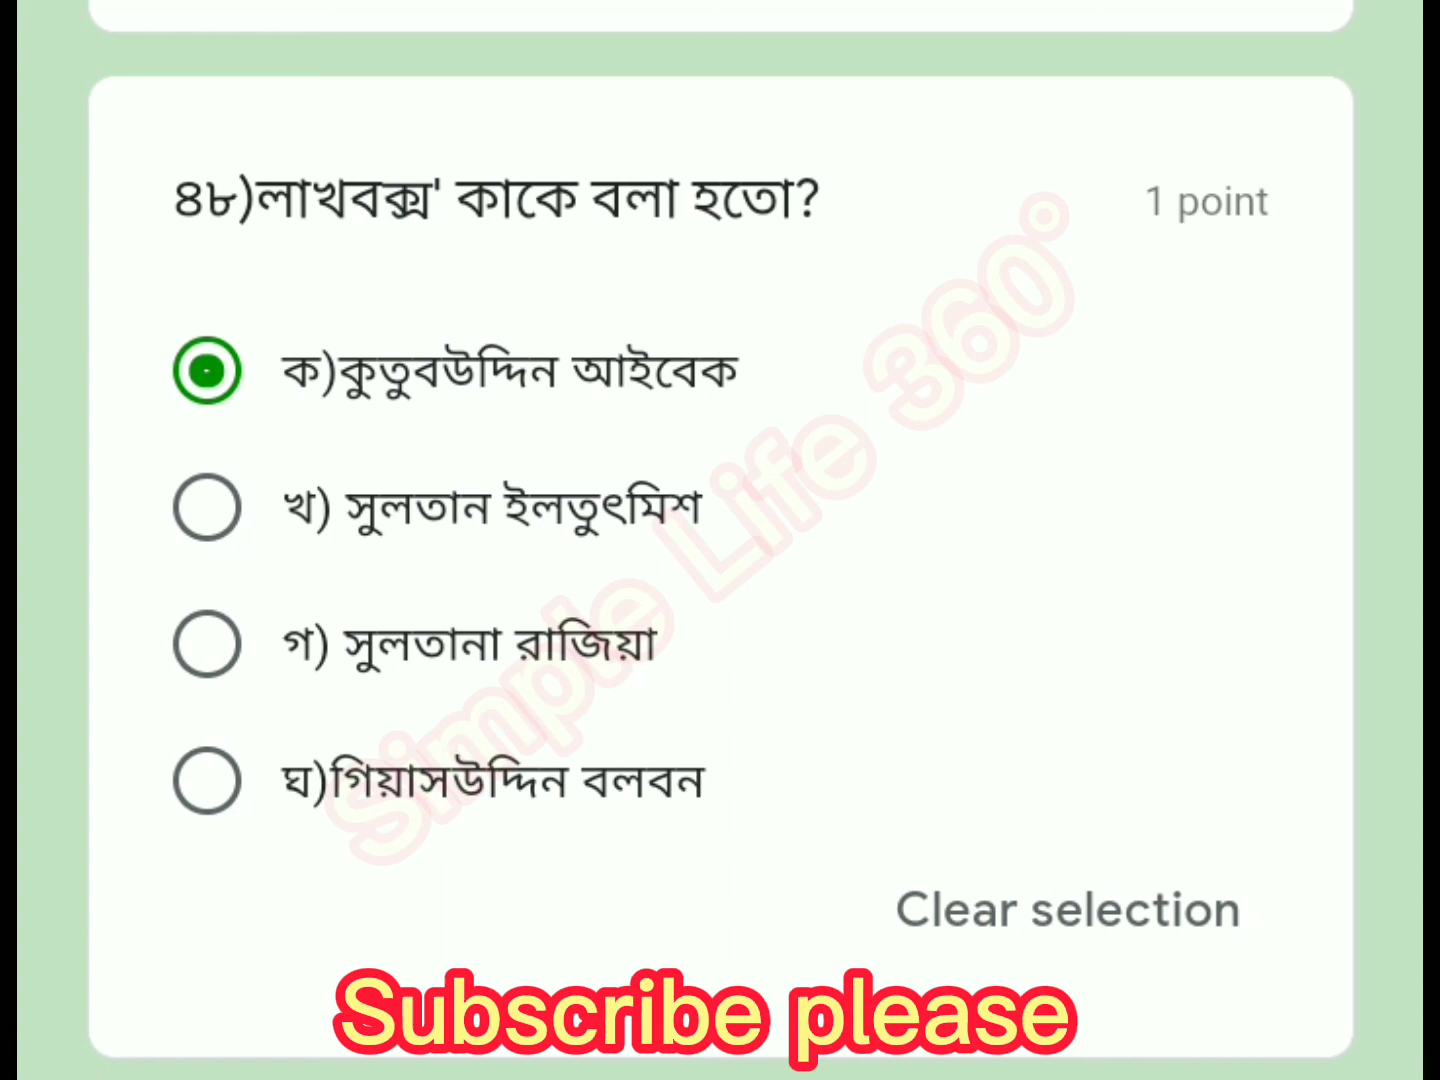 ৪৮)লাখবক্স' কাকে বলা হতো?
1 point
ক)কুতুবউদ্দিন আইবেক
খ) সুলতান ইলতুৎমিশ
গ) সুলতানা রাজিয়া
ঘ)গিয়াসউদ্দিন বলবন
Simple Life 360°
Clear selection
Subscribe please